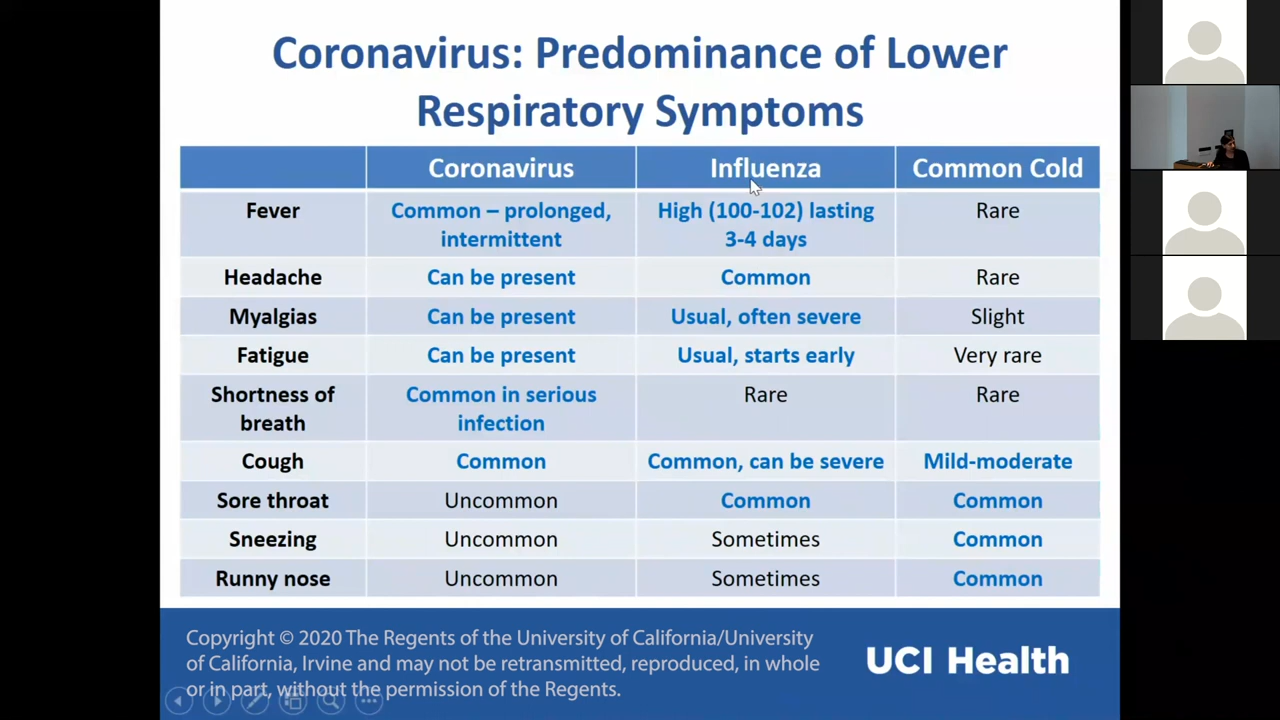 Coronavirus: Predominance of Lower
Respiratory Symptoms
Coronavirus Influenza Common Cold
Fever Common – prolonged, intermittent High (100-102) lasting 3-4 days Rare
Headache Can be present Common Rare
Myalgias Can be present Usual, often severe Slight
Fatigue Can be present Usual, starts early Very rare
Shortness of breath Common in serious infection Rare Rare
Cough Common Common, can be severe Mild-moderate
Sore throat Uncommon Common Common
Sneezing Uncommon Sometimes Common
Runny nose Uncommon Sometimes Common
Copyright © 2020 The Regents of the University of California/University
of California, Irvine and may not be retransmitted, reproduced, in whole
or in part, without the permission of the Regents.
UCI Health